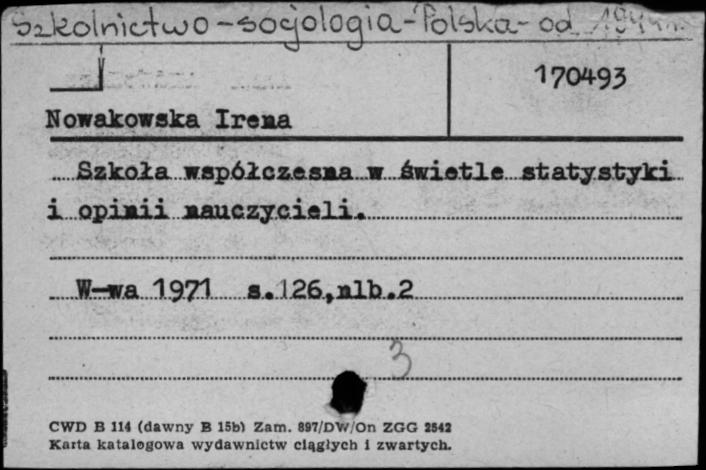 Szkolnictwo - socjologia - Polska - od 1944 r.
V
170493
Nowakowska Irena
Szkoła współczesna w świetle statystyki
i opinii nauczycieli.
W-wa 1971 s.126,nlb.2
3
CWD B 114 (dawny B 15b) Zam. 897/DW/On ZGG 2542
Karta katalogowa wydawnictw ciągłych i zwartych.